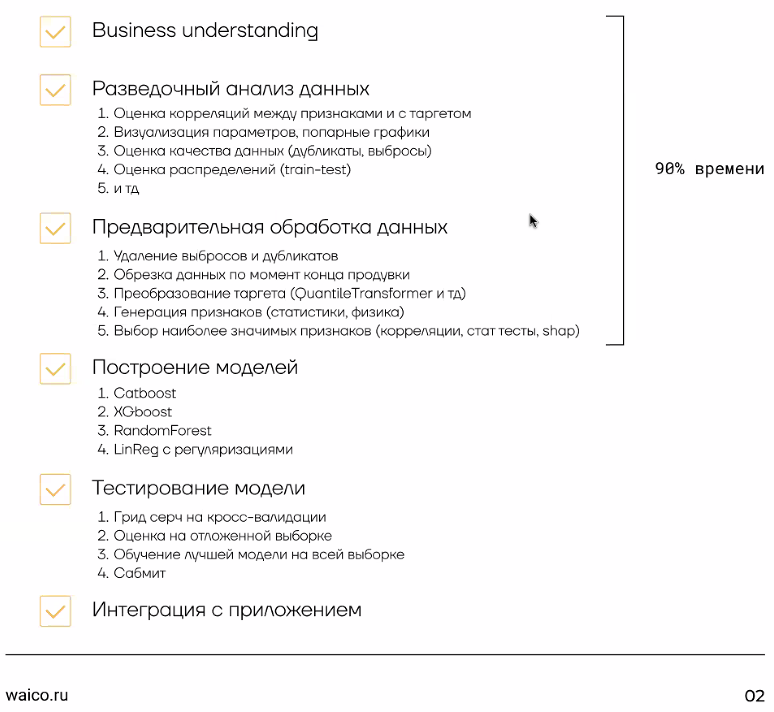 Business understanding
Разведочный анализ данных
1. Оценка корреляций между признаками и с таргетом
2. Визуализация параметров, попарные графики
3. Оценка качества данных (дубликаты, выбросы)
4. Оценка распределений (train-test)
5. и тд
90% времени
Предварительная обработка данных
1. Удаление выбросов и дубликатов
2. Обрезка данных по момент конца продувки
3. Преобразование таргета (QuantileTransformer и тд)
4. Генерация признаков (статистики, физика)
5. Выбор наиболее значимых признаков (корреляции, стат тесты, shap)
Построение моделей
1. Catboost
2. XGboost
3. RandomForest
4. LinReg с регуляризациями
Тестирование модели
1. Грид серч на кросс-валидации
2. Оценка на отложенной выборке
3. Обучение лучшей модели на всей выборке
4. Сабмит
Интеграция с приложением
waico.ru
02